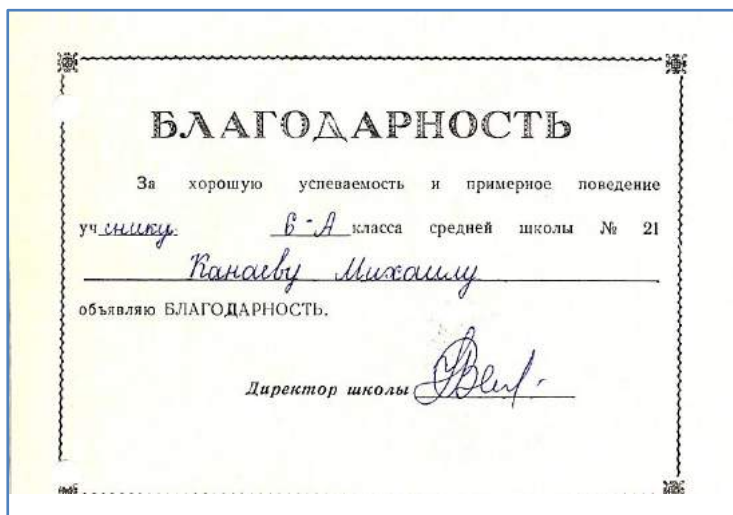 БЛАГОДАРНОСТЬ
За хорошую успеваемость и примерное поведение
ученику 6-А класса средней школы № 21
Канаеву Михаилу
объявляю БЛАГОДАРНОСТЬ.
Директор школы